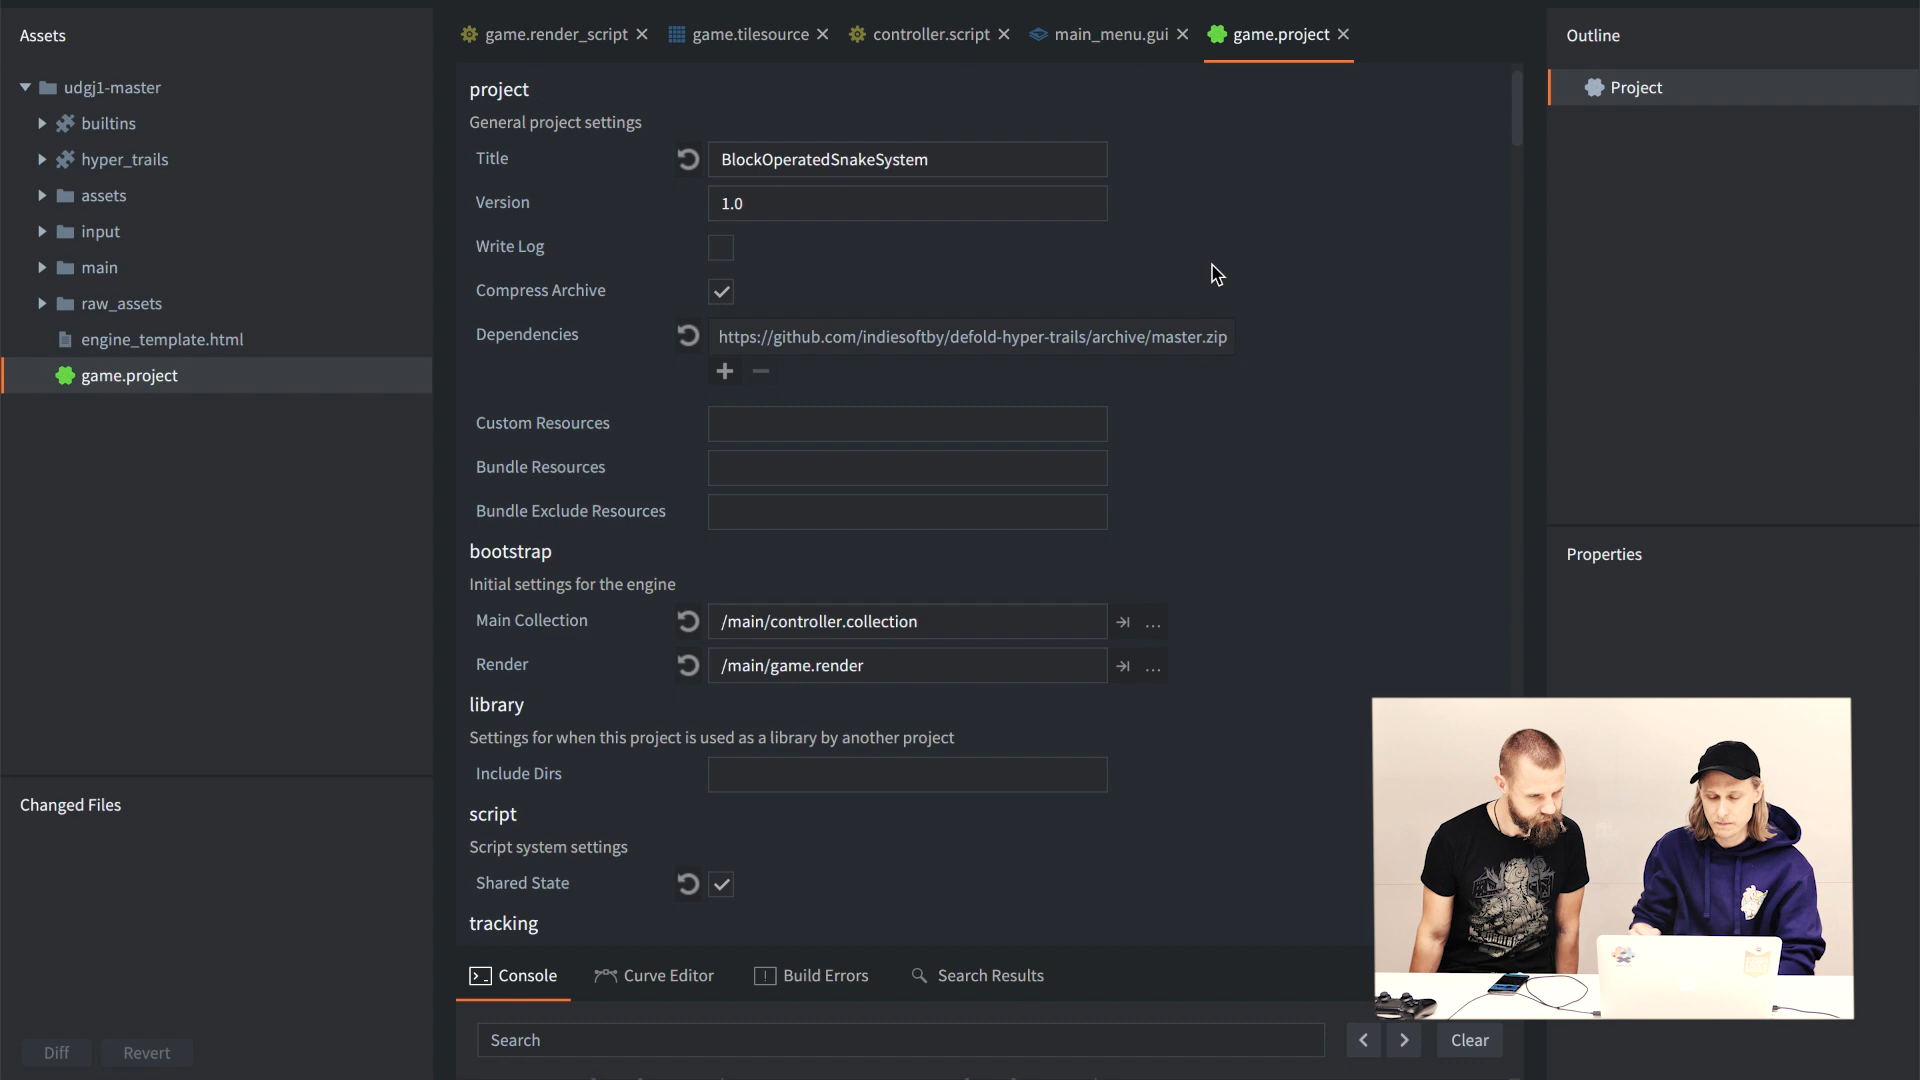 Assets
udgj1-master
builtins
hyper_trails
assets
input
main
raw_assets
engine_template.html
game.project
Changed Files
Diff
Revert
game.render_script
game.tilesource
controller.script
main_menu.gui
game.project
project
General project settings
Title
BlockOperatedSnakeSystem
Version
1.0
Write Log
Compress Archive
Dependencies
https://github.com/indiesoftby/defold-hyper-trails/archive/master.zip
Custom Resources
Bundle Resources
Bundle Exclude Resources
bootstrap
Initial settings for the engine
Main Collection
/main/controller.collection
...
Render
/main/game.render
...
library
Settings for when this project is used as a library by another project
Include Dirs
script
Script system settings
Shared State
tracking
Console
Curve Editor
Build Errors
Search Results
Search
Clear
Outline
Project
Properties